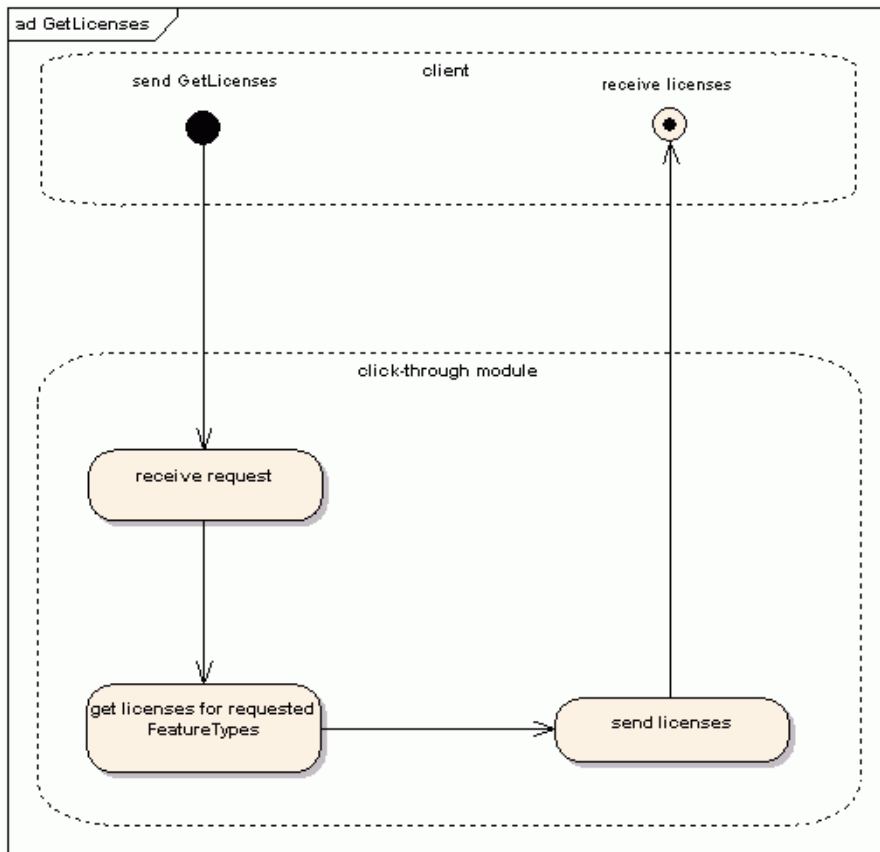 ad GetLicenses
client
send GetLicenses
receive licenses
click-through module
receive request
get licenses for requested
FeatureTypes
send licenses